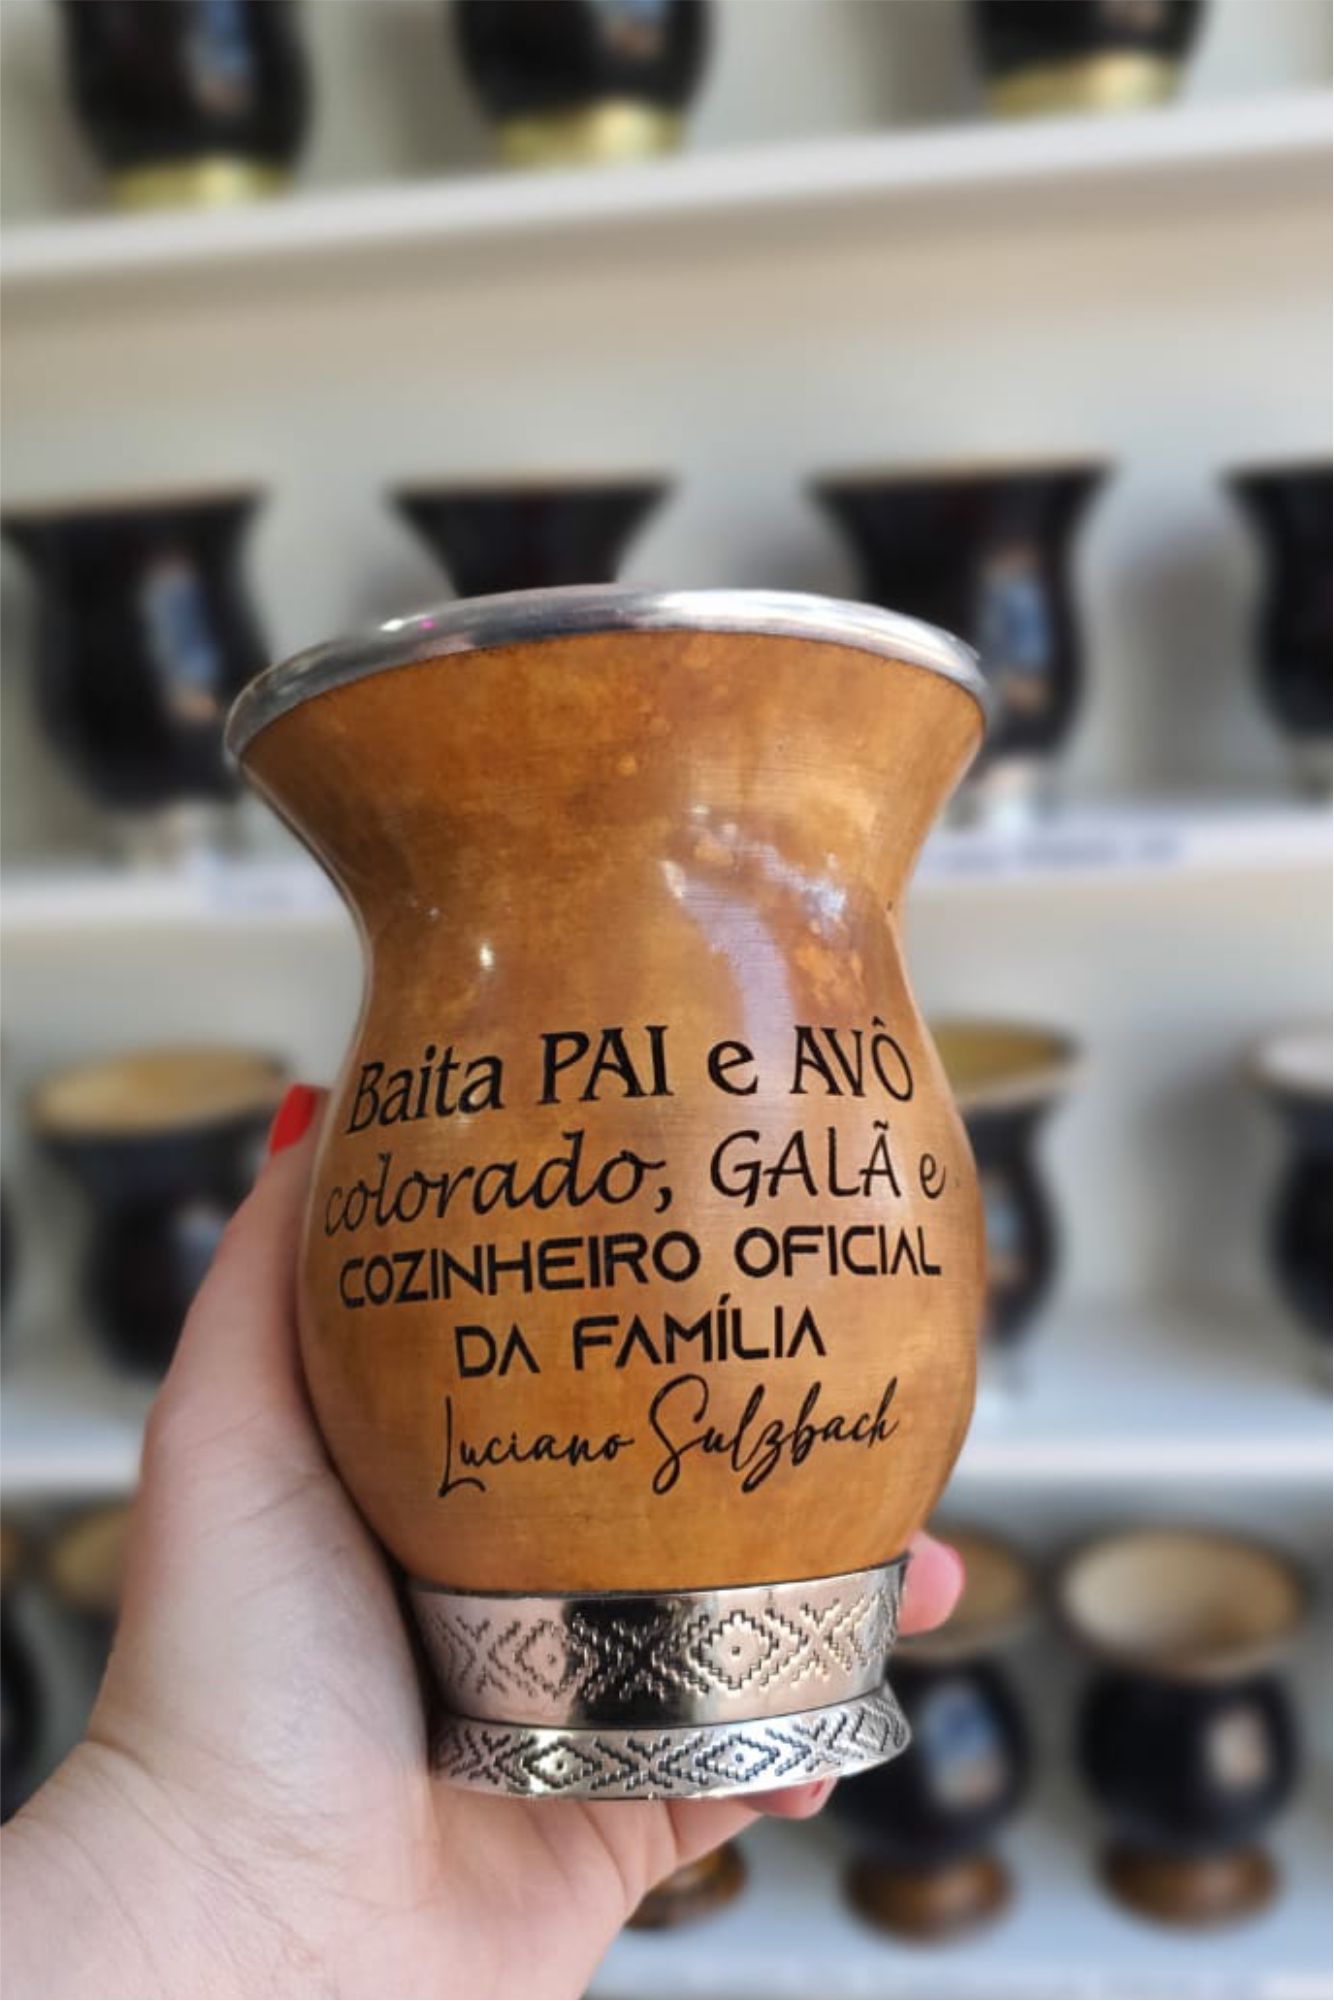 Baita PAI e AVÔ
colorado, GALÃ e
COZINHEIRO OFICIAL
DA FAMÍLIA
Luciano Sulzbach